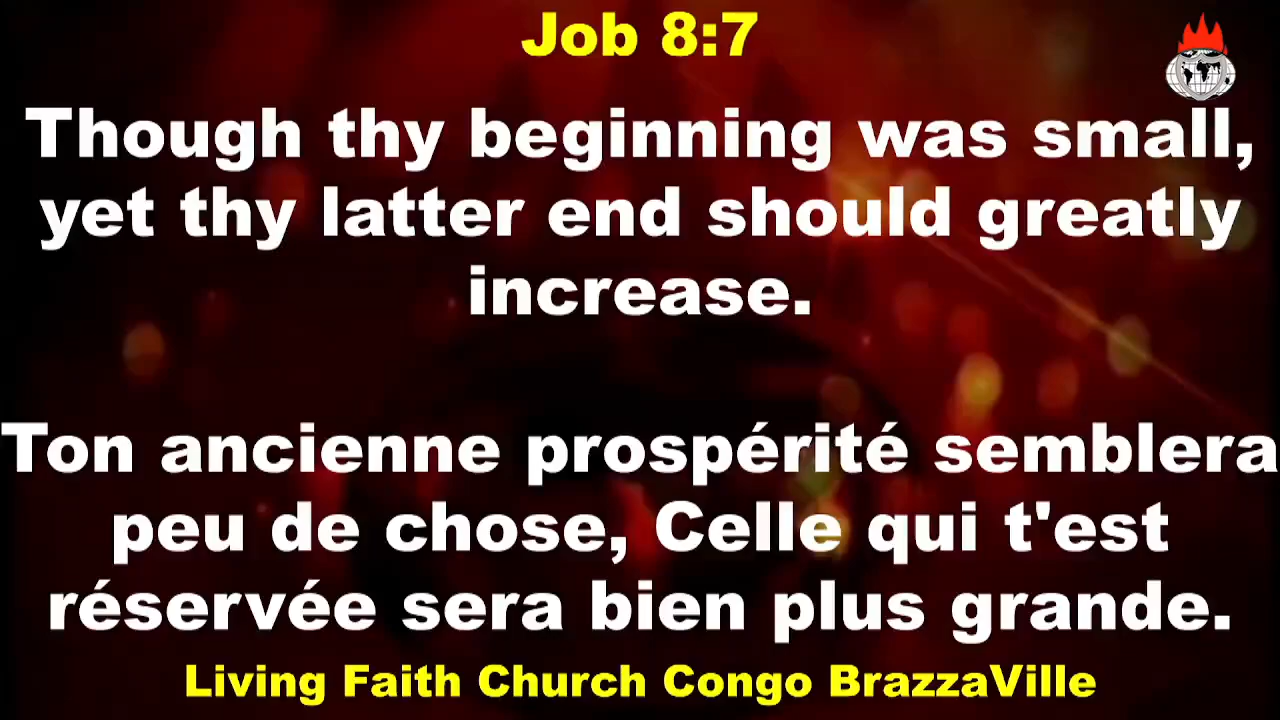 Job 8:7
Though thy beginning was small,
yet thy latter end should greatly
increase.
Ton ancienne prospérité semblera
peu de chose, Celle qui t'est
réservée sera bien plus grande.
Living Faith Church Congo BrazzaVille